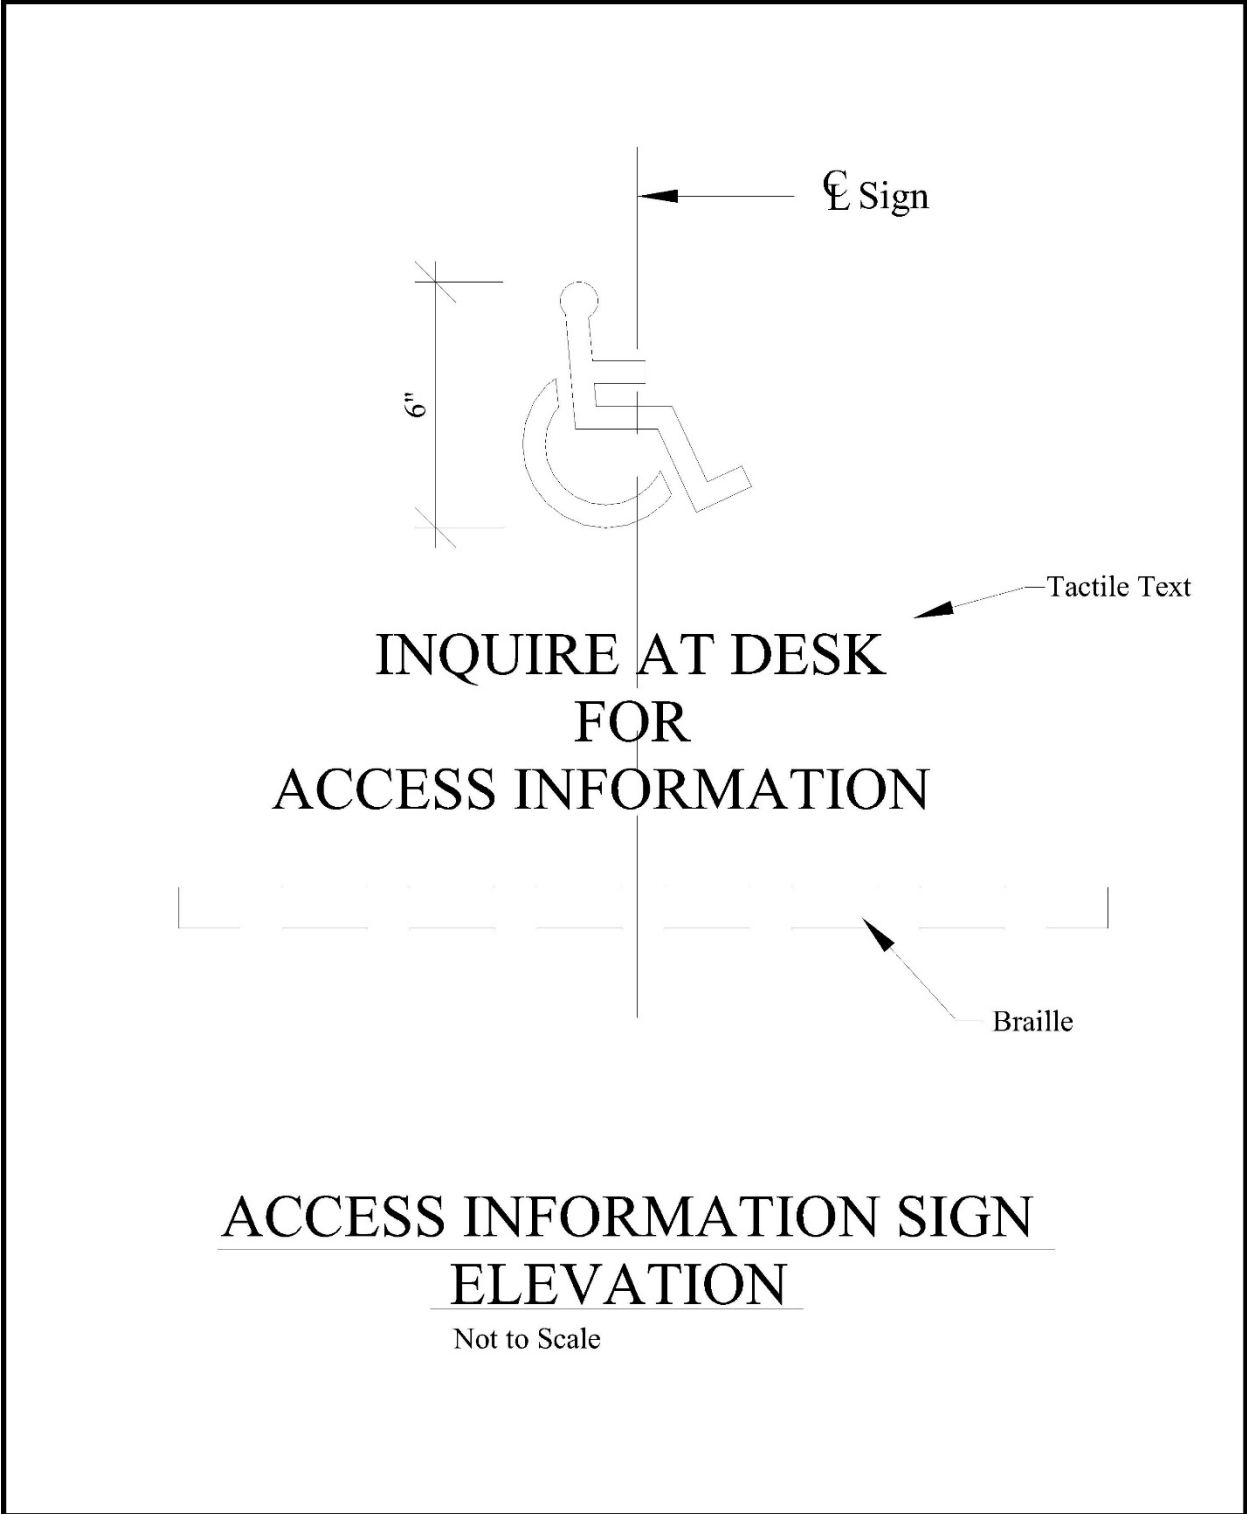 ℄ Sign
6"
Tactile Text
INQUIRE AT DESK
FOR
ACCESS INFORMATION
Braille
ACCESS INFORMATION SIGN
ELEVATION
Not to Scale